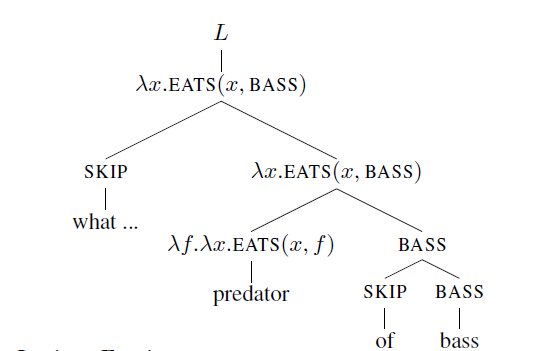 L
λx.EATS(x, BASS)
SKIP λx.EATS(x, BASS)
what ... λf.λx.EATS(x, f) BASS
predator SKIP BASS
of bass